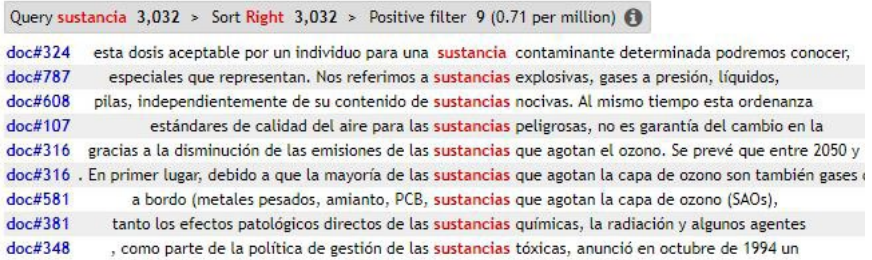 Query sustancia 3,032 > Sort Right 3,032 > Positive filter 9 (0.71 per million)
doc#324 esta dosis aceptable por un individuo para una sustancia contaminante determinada podremos conocer,
doc#787 especiales que representan. Nos referimos a sustancias explosivas, gases a presión, líquidos,
doc#608 pilas, independientemente de su contenido de sustancias nocivas. Al mismo tiempo esta ordenanza
doc#107 estándares de calidad del aire para las sustancias peligrosas, no es garantía del cambio en la
doc#316 gracias a la disminución de las emisiones de las sustancias que agotan el ozono. Se prevé que entre 2050 y
doc#316 . En primer lugar, debido a que la mayoría de las sustancias que agotan la capa de ozono son también gases
doc#581 a bordo (metales pesados, amianto, PCB, sustancias que agotan la capa de ozono (SAOs),
doc#381 tanto los efectos patológicos directos de las sustancias químicas, la radiación y algunos agentes
doc#348 , como parte de la política de gestión de las sustancias tóxicas, anunció en octubre de 1994 un